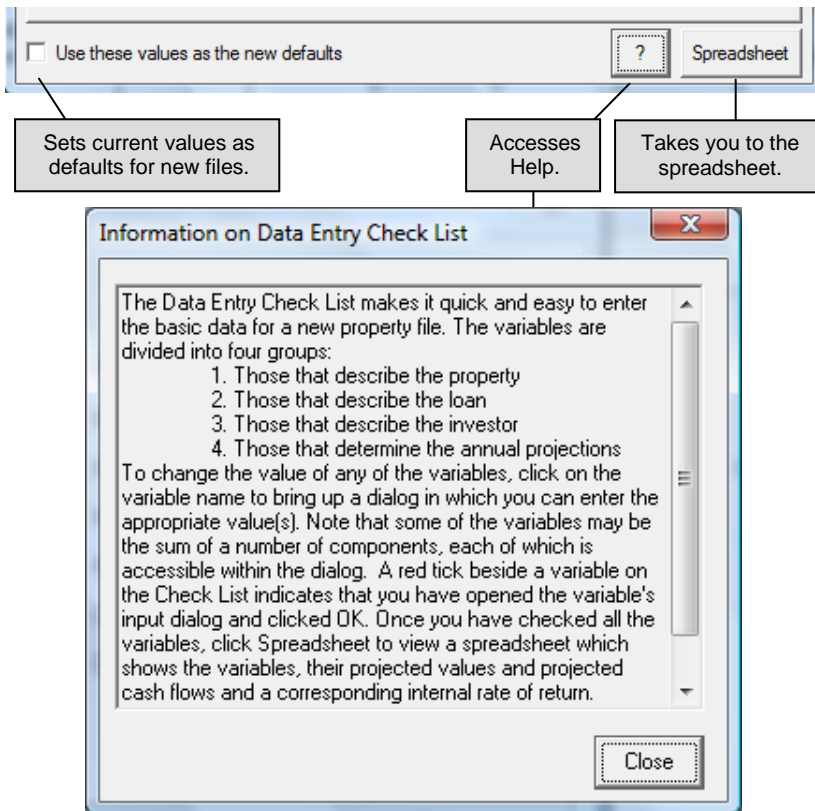 Use these values as the new defaults
?
Spreadsheet
Sets current values as
defaults for new files.
Accesses
Help.
Takes you to the
spreadsheet.
Information on Data Entry Check List
The Data Entry Check List makes it quick and easy to enter
the basic data for a new property file. The variables are
divided into four groups:
1. Those that describe the property
2. Those that describe the loan
3. Those that describe the investor
4. Those that determine the annual projections
To change the value of any of the variables, click on the
variable name to bring up a dialog in which you can enter the
appropriate value(s). Note that some of the variables may be
the sum of a number of components, each of which is
accessible within the dialog.  A red tick beside a variable on
the Check List indicates that you have opened the variable's
input dialog and clicked OK. Once you have checked all the
variables, click Spreadsheet to view a spreadsheet which
shows the variables, their projected values and projected
cash flows and a corresponding internal rate of return.
Close